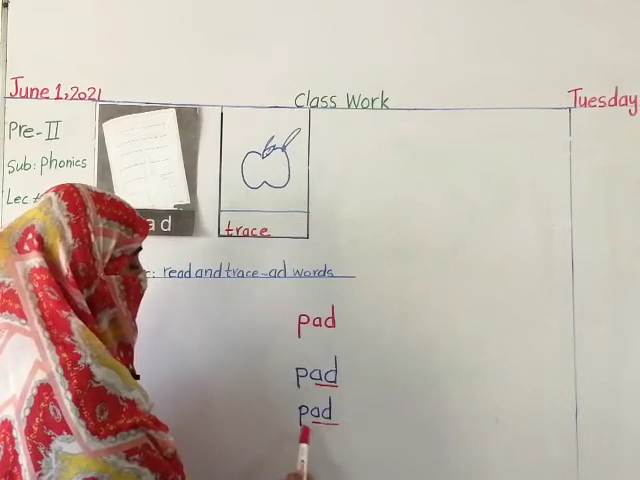 June 1, 2021
Class Work
Tuesday
Pre-II
Sub: phonics
Lec
ad
trace
: read and trace -ad words
pad
pad
pad